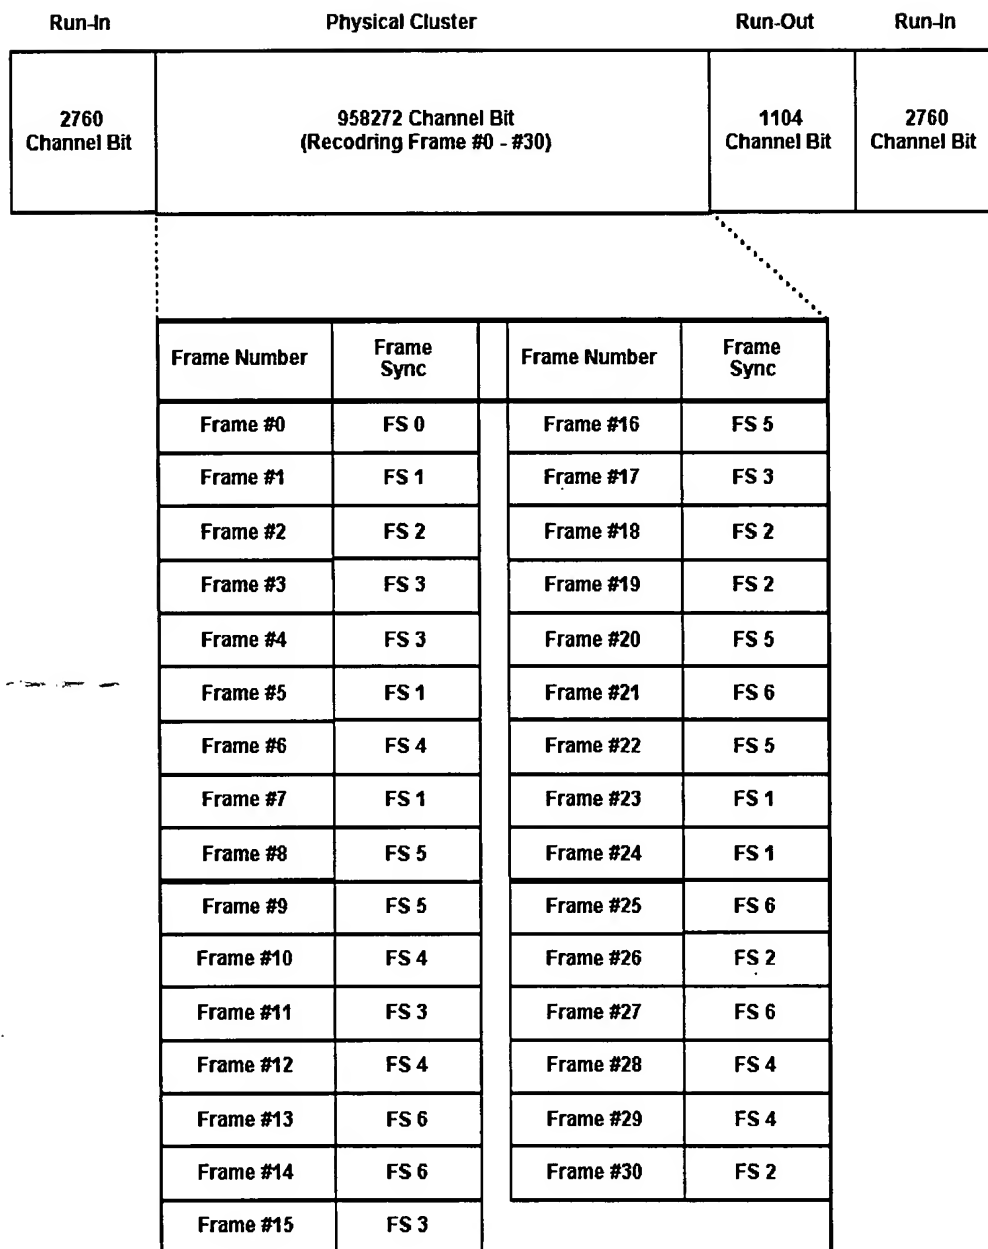 Run-In Physical Cluster Run-Out Run-In
2760 Channel Bit
958272 Channel Bit
(Recodring Frame #0 - #30)
1104 Channel Bit
2760 Channel Bit
Frame Number Frame Sync Frame Number Frame Sync
Frame #0 FS 0 Frame #16 FS 5
Frame #1 FS 1 Frame #17 FS 3
Frame #2 FS 2 Frame #18 FS 2
Frame #3 FS 3 Frame #19 FS 2
Frame #4 FS 3 Frame #20 FS 5
Frame #5 FS 1 Frame #21 FS 6
Frame #6 FS 4 Frame #22 FS 5
Frame #7 FS 1 Frame #23 FS 1
Frame #8 FS 5 Frame #24 FS 1
Frame #9 FS 5 Frame #25 FS 6
Frame #10 FS 4 Frame #26 FS 2
Frame #11 FS 3 Frame #27 FS 6
Frame #12 FS 4 Frame #28 FS 4
Frame #13 FS 6 Frame #29 FS 4
Frame #14 FS 6 Frame #30 FS 2
Frame #15 FS 3